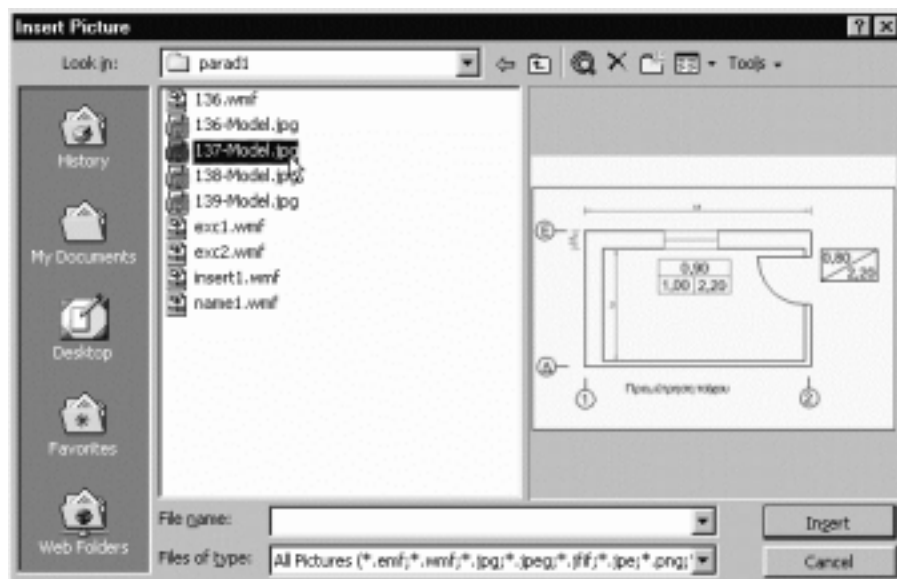 Insert Picture
Look in:
parad1
Tools
History
My Documents
Desktop
Favorites
Web Folders
136.wmf
136-Model.jpg
137-Model.jpg
138-Model.jpg
139-Model.jpg
exc1.wmf
exc2.wmf
insert1.wmf
name1.wmf
E
0,90
1,00 2,20
0,80
2,20
A
1
2
File name:
Insert
Files of type:
All Pictures (*.emf;*.wmf;*.jpg;*.jpeg;*.jfif;*.jpe;*.png;
Cancel